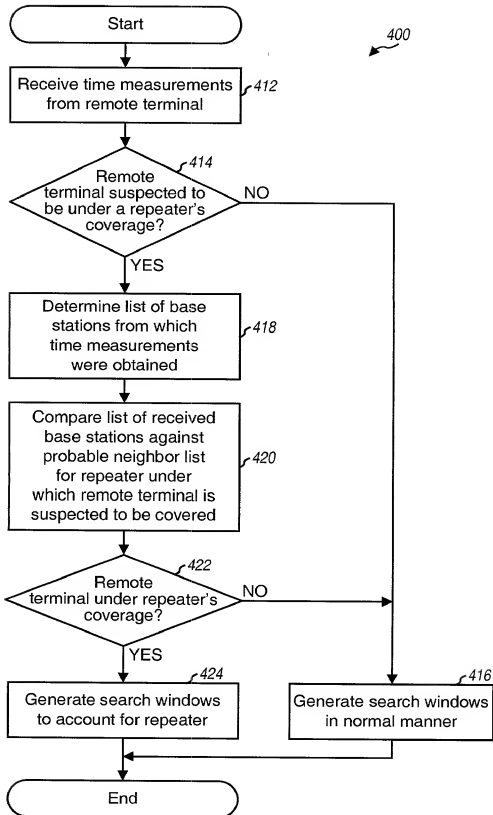 Start
400
Receive time measurements
from remote terminal
412
414
Remote
terminal suspected to
be under a repeater's
coverage?
NO
YES
Determine list of base
stations from which
time measurements
were obtained
418
Compare list of received
base stations against
probable neighbor list
for repeater under
which remote terminal is
suspected to be covered
420
422
Remote
terminal under repeater's
coverage?
NO
YES
424
Generate search windows
to account for repeater
416
Generate search windows
in normal manner
End